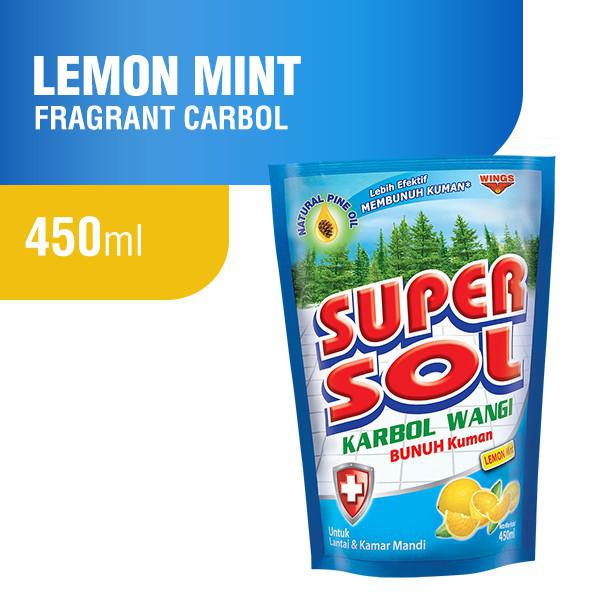 LEMON MINT
FRAGRANT CARBOL
450ml
WINGS
Lebih Efektif
MEMBUNUH KUMAN*
NATURAL PINE OIL
SUPER
SOL
KARBOL WANGI
BUNUH Kuman
LEMON Mint
Untuk
Lantai & Kamar Mandi
450ml